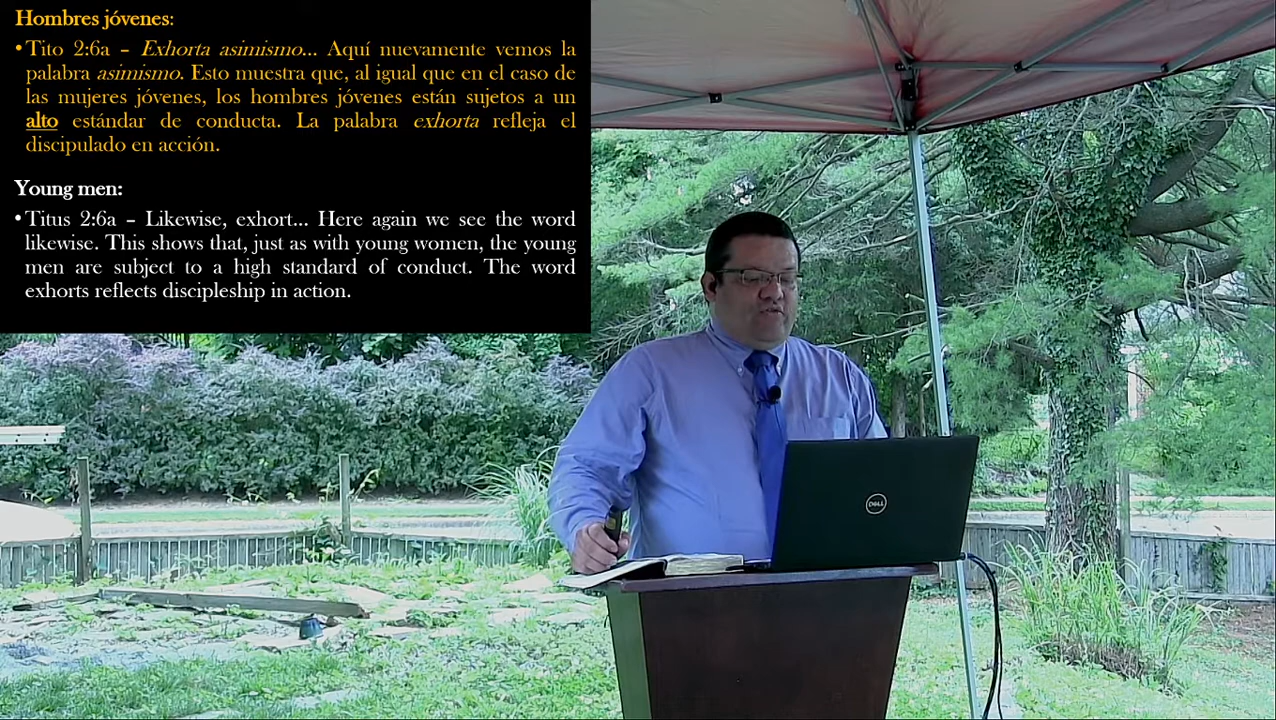 Hombres jóvenes:
•Tito 2:6a – Exhorta asimismo... Aquí nuevamente vemos la
palabra asimismo. Esto muestra que, al igual que en el caso de
las mujeres jóvenes, los hombres jóvenes están sujetos a un
alto estándar de conducta. La palabra exhorta refleja el
discipulado en acción.
Young men:
•Titus 2:6a – Likewise, exhort... Here again we see the word
likewise. This shows that, just as with young women, the young
men are subject to a high standard of conduct. The word
exhorts reflects discipleship in action.
DELL